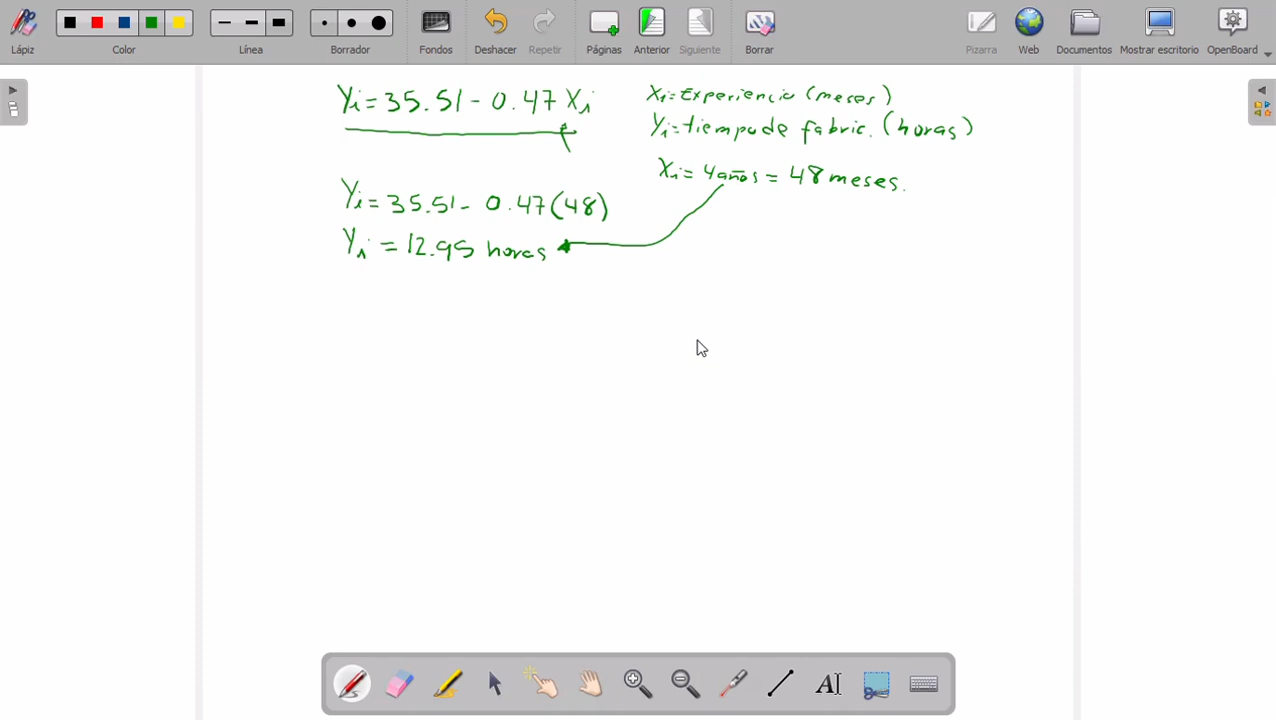 Lápiz Color Línea Borrador Fondos Deshacer Repetir Páginas Anterior Siguiente Borrar Pizarra Web Documentos Mostrar escritorio OpenBoard
Yi = 35.51 - 0.47 Xi
Xi = Experiencia (meses)
Yi = tiempo de fabric. (horas)
Xi = 4 años = 48 meses.
Yi = 35.51 - 0.47 (48)
Yi = 12.95 horas
AI